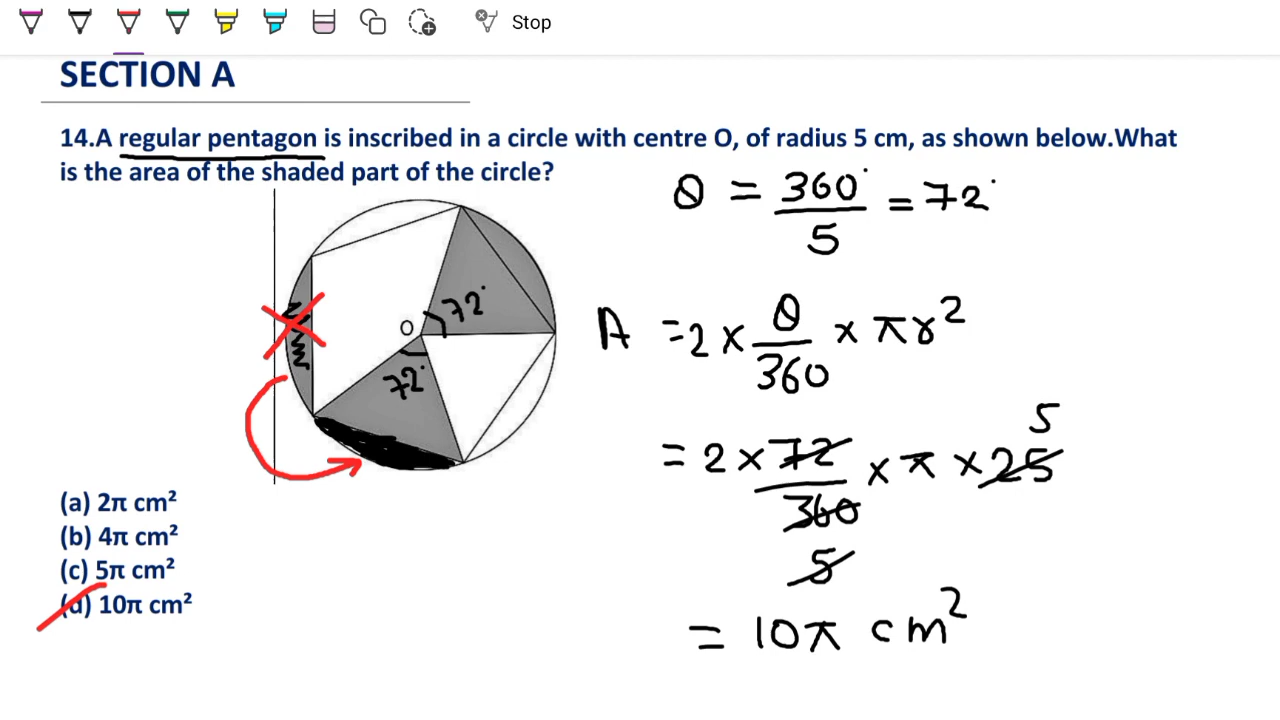 Stop
SECTION A
14.A regular pentagon is inscribed in a circle with centre O, of radius 5 cm, as shown below.What
is the area of the shaded part of the circle?
θ = 360° / 5 = 72°
72°
O
72°
A = 2 × θ / 360 × πr²
= 2 × 72 / 360 × π × 25
5
5
= 10π cm²
(a) 2π cm²
(b) 4π cm²
(c) 5π cm²
(d) 10π cm²